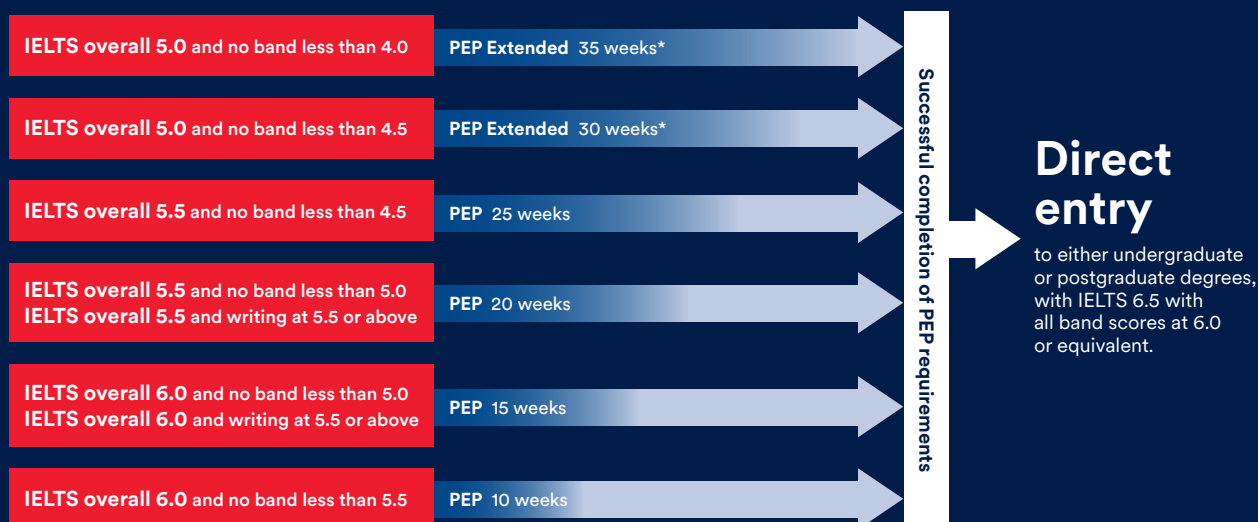 IELTS overall 5.0 and no band less than 4.0
PEP Extended 35 weeks*
IELTS overall 5.0 and no band less than 4.5
PEP Extended 30 weeks*
IELTS overall 5.5 and no band less than 4.5
PEP 25 weeks
IELTS overall 5.5 and no band less than 5.0
IELTS overall 5.5 and writing at 5.5 or above
PEP 20 weeks
IELTS overall 6.0 and no band less than 5.0
IELTS overall 6.0 and writing at 5.5 or above
PEP 15 weeks
IELTS overall 6.0 and no band less than 5.5
PEP 10 weeks
Successful completion of PEP requirements
Direct
entry
to either undergraduate
or postgraduate degrees,
with IELTS 6.5 with
all band scores at 6.0
or equivalent.